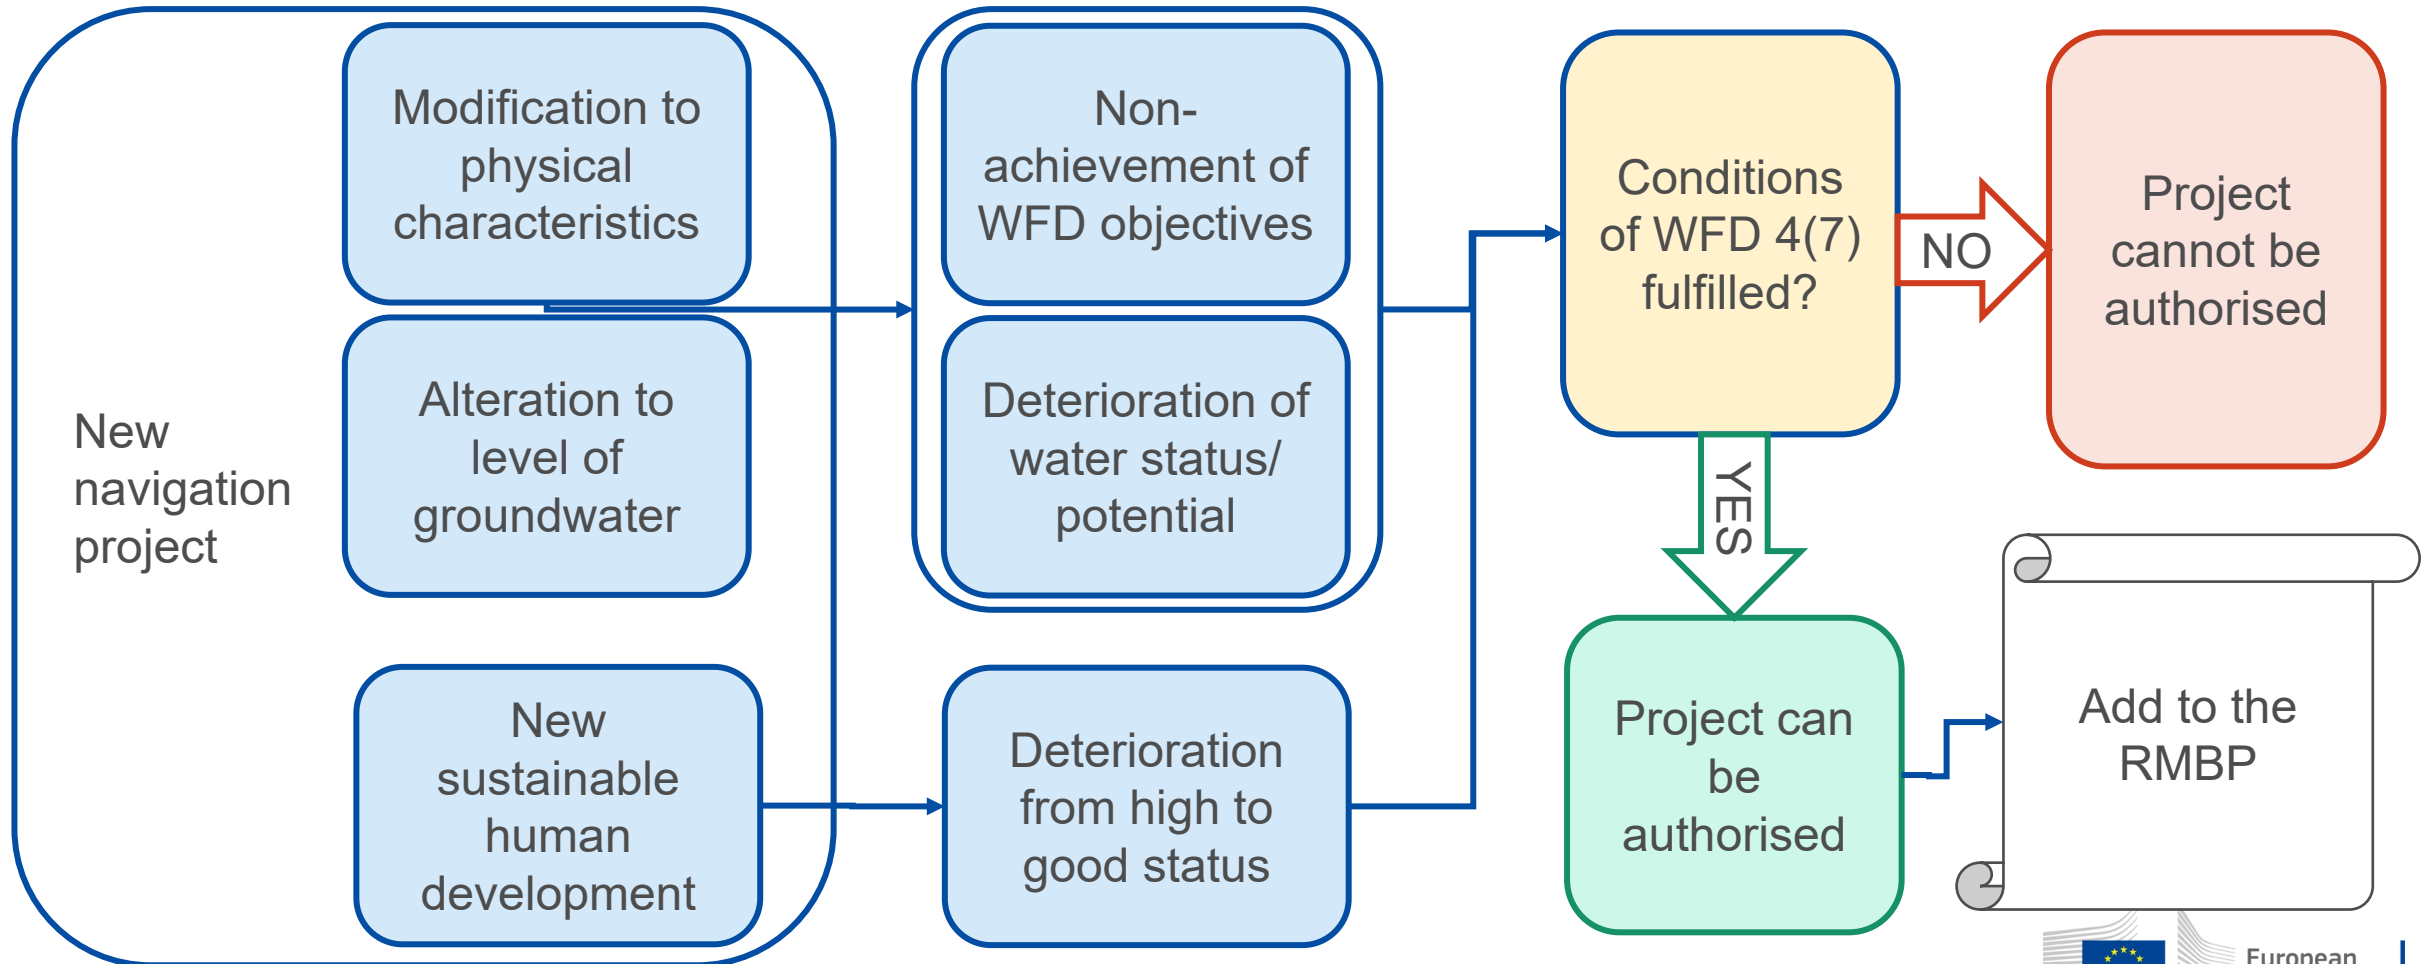 New
navigation
project
Modification to
physical
characteristics
Alteration to
level of
groundwater
New
sustainable
human
development
Non-
achievement of
WFD objectives
Deterioration of
water status/
potential
Deterioration
from high to
good status
Conditions
of WFD 4(7)
fulfilled?
NO
Project
cannot be
authorised
YES
Project can
be
authorised
Add to the
RMBP
European